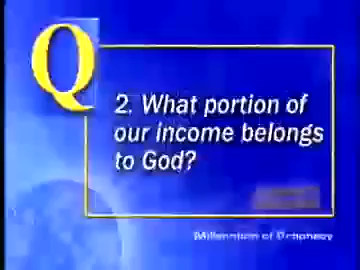 Q
2. What portion of
our income belongs
to God?
Millennium of Prophecy